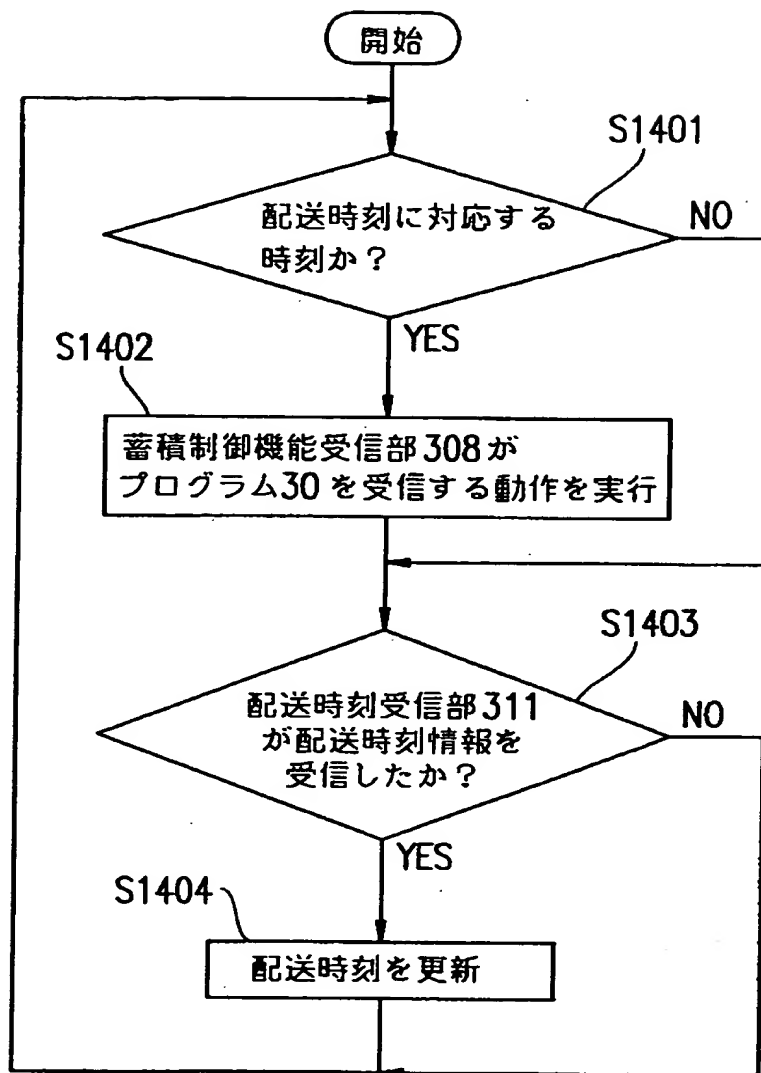 開始
S1401
配送時刻に対応する
時刻か？
NO
YES
S1402
蓄積制御機能受信部308が
プログラム30を受信する動作を実行
S1403
配送時刻受信部311
が配送時刻情報を
受信したか？
NO
YES
S1404
配送時刻を更新